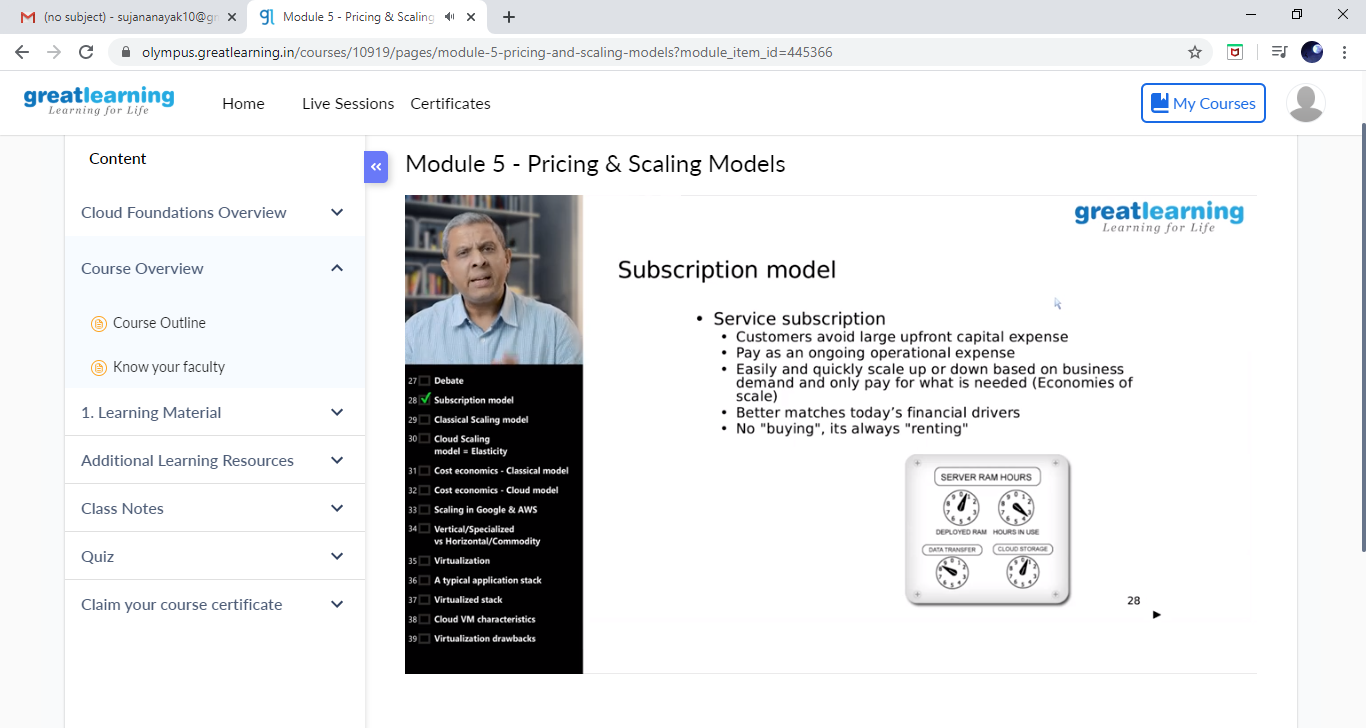 (no subject) - sujananayak10@gr
Module 5 - Pricing & Scaling
olympus.greatlearning.in/courses/10919/pages/module-5-pricing-and-scaling-models?module_item_id=445366
greatlearning
Learning for Life
Home
Live Sessions
Certificates
My Courses
Content
Cloud Foundations Overview
Course Overview
Course Outline
Know your faculty
1. Learning Material
Additional Learning Resources
Class Notes
Quiz
Claim your course certificate
Module 5 - Pricing & Scaling Models
27 Debate
28 Subscription model
29 Classical Scaling model
30 Cloud Scaling
model = Elasticity
31 Cost economics - Classical model
32 Cost economics - Cloud model
33 Scaling in Google & AWS
34 Vertical/Specialized
vs Horizontal/Commodity
35 Virtualization
36 A typical application stack
37 Virtualized stack
38 Cloud VM characteristics
39 Virtualization drawbacks
greatlearning
Learning for Life
Subscription model
• Service subscription
• Customers avoid large upfront capital expense
• Pay as an ongoing operational expense
• Easily and quickly scale up or down based on business
demand and only pay for what is needed (Economies of
scale)
• Better matches today's financial drivers
• No "buying", its always "renting"
SERVER RAM HOURS
DEPLOYED RAM HOURS IN USE
DATA TRANSFER CLOUD STORAGE
28